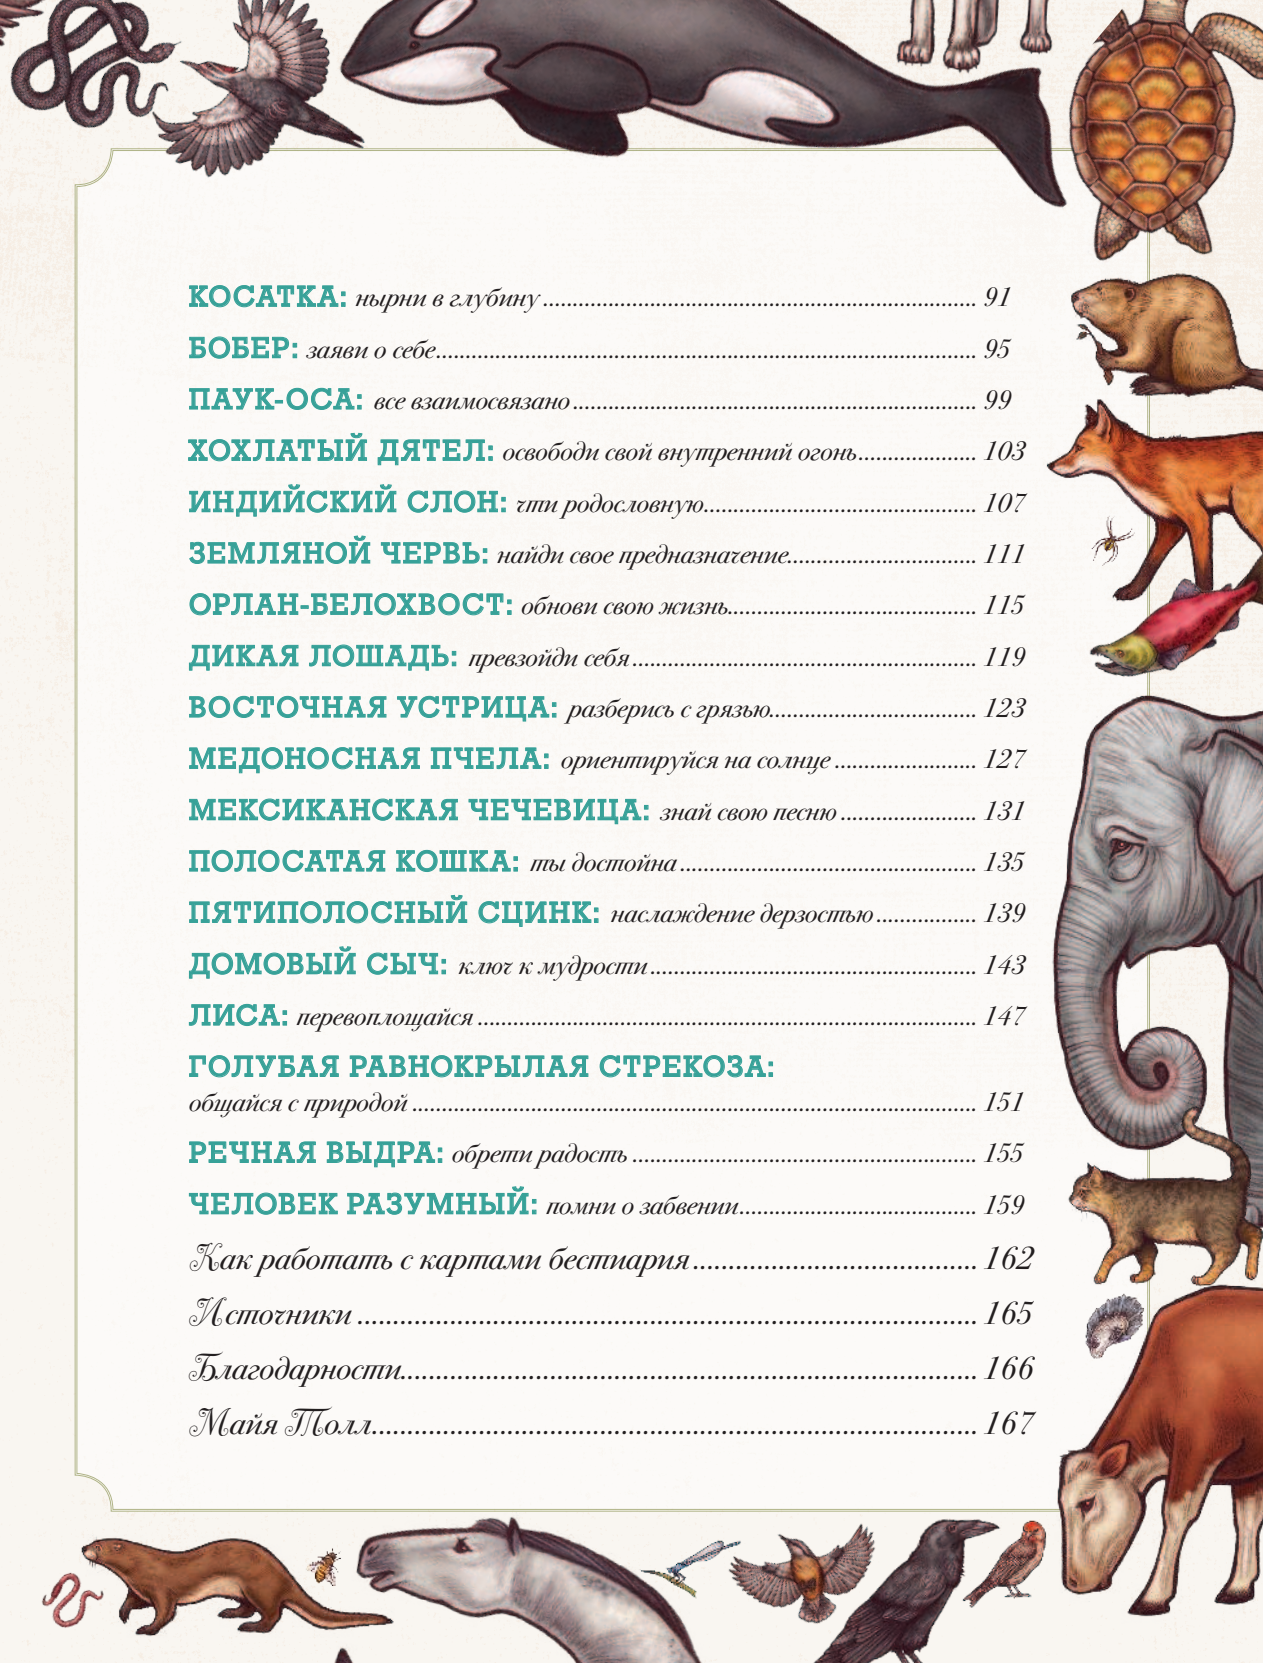 КОСАТКА: нырни в глубину ........ 91
БОБЕР: заяви о себе ........ 95
ПАУК-ОСА: все взаимосвязано ........ 99
ХОХЛАТЫЙ ДЯТЕЛ: освободи свой внутренний огонь ........ 103
ИНДИЙСКИЙ СЛОН: чти родословную ........ 107
ЗЕМЛЯНОЙ ЧЕРВЬ: найди свое предназначение ........ 111
ОРЛАН-БЕЛОХВОСТ: обнови свою жизнь ........ 115
ДИКАЯ ЛОШАДЬ: превзойди себя ........ 119
ВОСТОЧНАЯ УСТРИЦА: разберись с грязью ........ 123
МЕДОНОСНАЯ ПЧЕЛА: ориентируйся на солнце ........ 127
МЕКСИКАНСКАЯ ЧЕЧЕВИЦА: знай свою песню ........ 131
ПОЛОСАТАЯ КОШКА: ты достойна ........ 135
ПЯТИПОЛОСНЫЙ СЦИНК: наслаждение дерзостью ........ 139
ДОМОВЫЙ СЫЧ: ключ к мудрости ........ 143
ЛИСА: перевоплощайся ........ 147
ГОЛУБАЯ РАВНОКРЫЛАЯ СТРЕКОЗА:
общайся с природой ........ 151
РЕЧНАЯ ВЫДРА: обрети радость ........ 155
ЧЕЛОВЕК РАЗУМНЫЙ: помни о забвении ........ 159
Как работать с картами бестиария ........ 162
Источники ........ 165
Благодарности ........ 166
Майя Толл ........ 167